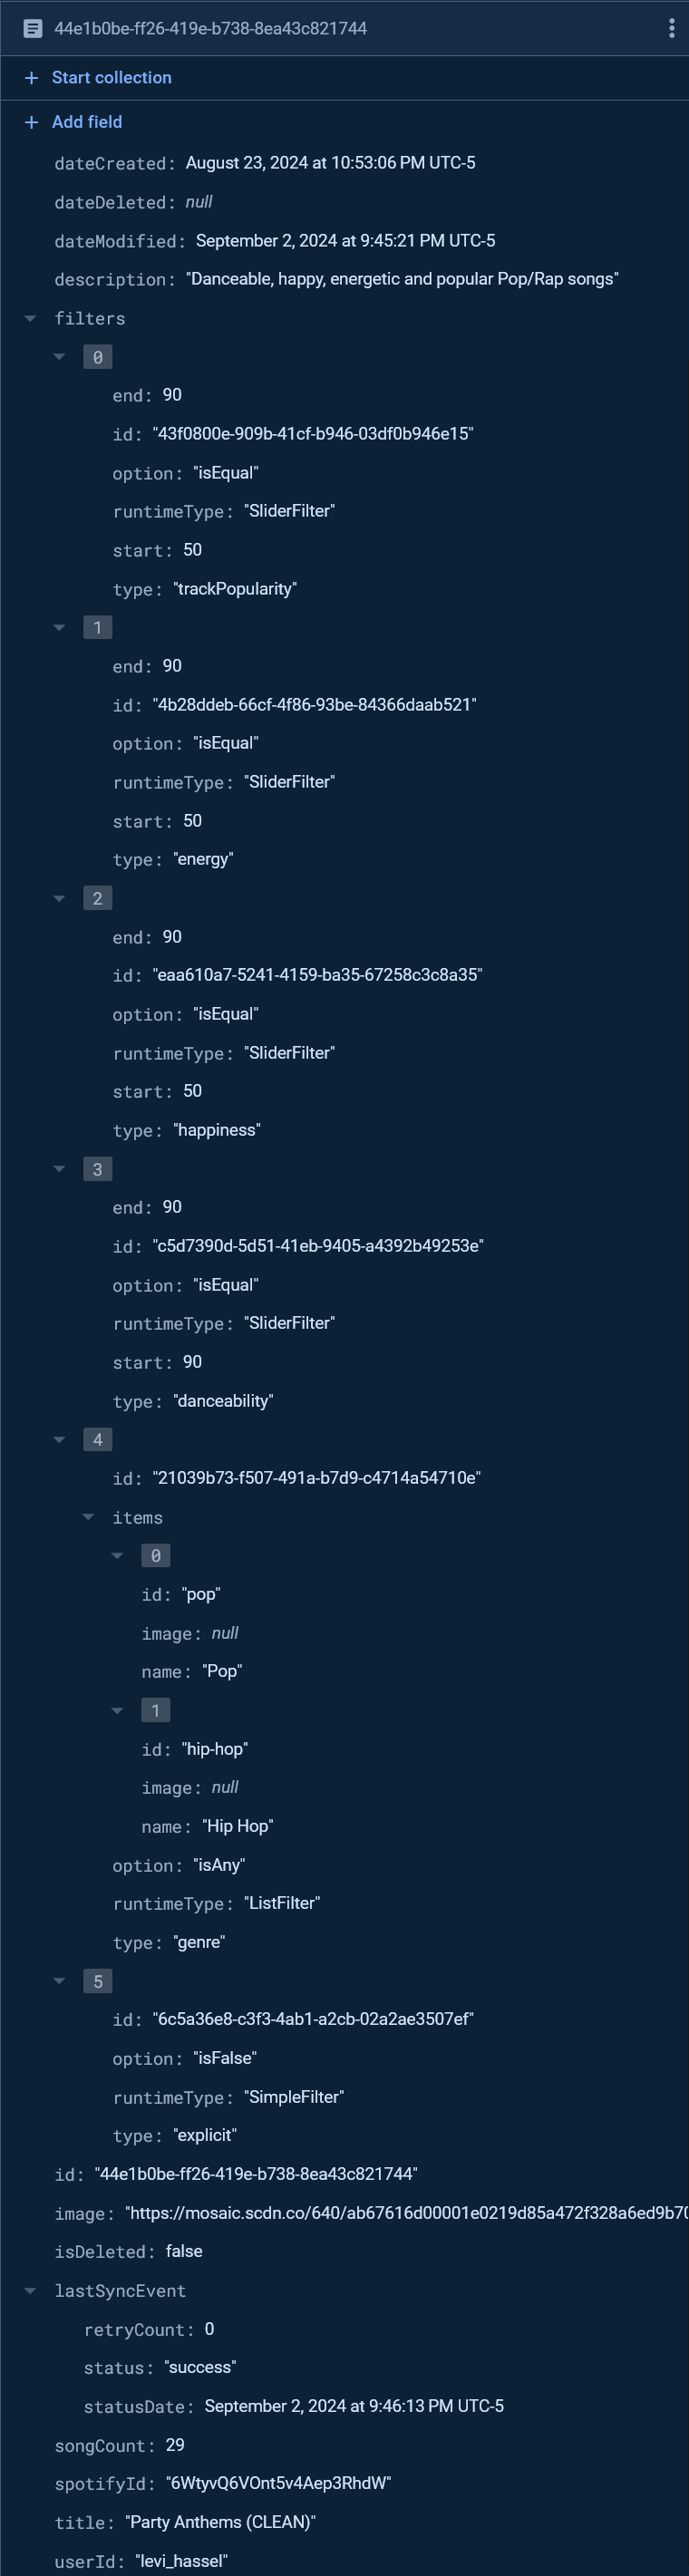 44e1b0be-ff26-419e-b738-8ea43c821744
+ Start collection
+ Add field
dateCreated: August 23, 2024 at 10:53:06 PM UTC-5
dateDeleted: null
dateModified: September 2, 2024 at 9:45:21 PM UTC-5
description: "Danceable, happy, energetic and popular Pop/Rap songs"
filters
0
end: 90
id: "43f0800e-909b-41cf-b946-03df0b946e15"
option: "isEqual"
runtimeType: "SliderFilter"
start: 50
type: "trackPopularity"
1
end: 90
id: "4b28ddeb-66cf-4f86-93be-84366daab521"
option: "isEqual"
runtimeType: "SliderFilter"
start: 50
type: "energy"
2
end: 90
id: "eaa610a7-5241-4159-ba35-67258c3c8a35"
option: "isEqual"
runtimeType: "SliderFilter"
start: 50
type: "happiness"
3
end: 90
id: "c5d7390d-5d51-41eb-9405-a4392b49253e"
option: "isEqual"
runtimeType: "SliderFilter"
start: 90
type: "danceability"
4
id: "21039b73-f507-491a-b7d9-c4714a54710e"
items
0
id: "pop"
image: null
name: "Pop"
1
id: "hip-hop"
image: null
name: "Hip Hop"
option: "isAny"
runtimeType: "ListFilter"
type: "genre"
5
id: "6c5a36e8-c3f3-4ab1-a2cb-02a2ae3507ef"
option: "isFalse"
runtimeType: "SimpleFilter"
type: "explicit"
id: "44e1b0be-ff26-419e-b738-8ea43c821744"
image: "https://mosaic.scdn.co/640/ab67616d00001e0219d85a472f328a6ed9b70
isDeleted: false
lastSyncEvent
retryCount: 0
status: "success"
statusDate: September 2, 2024 at 9:46:13 PM UTC-5
songCount: 29
spotifyId: "6WtyvQ6VOnt5v4Aep3RhdW"
title: "Party Anthems (CLEAN)"
userId: "levi_hassel"